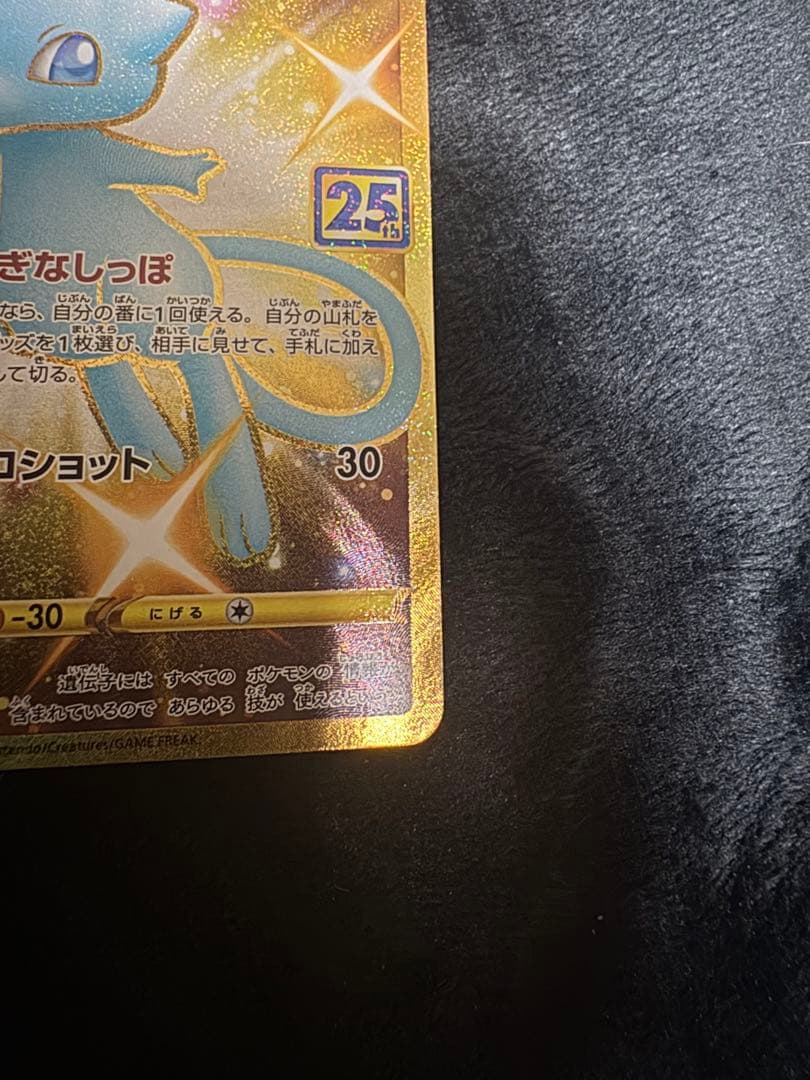 25th
ぎなしっぽ
なら、自分の番に1回使える。自分の山札を
ッズを1枚選び、相手に見せて、手札に加え
して切る。
コショット 30
-30 にげる
遺伝子には すべての ポケモンの 情報が
含まれているので あらゆる 技が 使えると
ntendo/Creatures/GAME FREAK